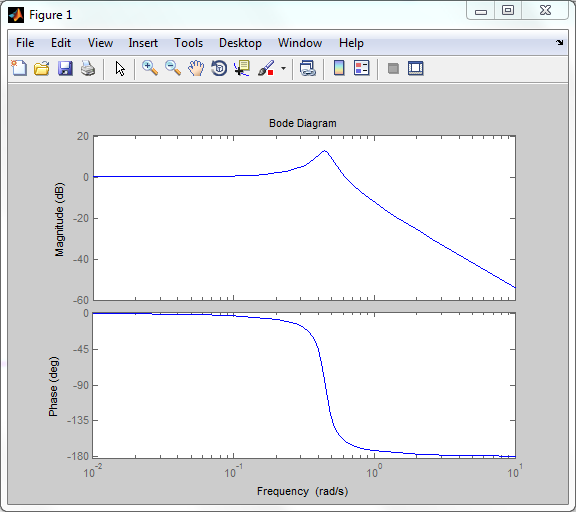 Figure 1
File Edit View Insert Tools Desktop Window Help
Bode Diagram
20
0
-20
-40
-60
Magnitude (dB)
0
-45
-90
-135
-180
Phase (deg)
10^-2 10^-1 10^0 10^1
Frequency (rad/s)